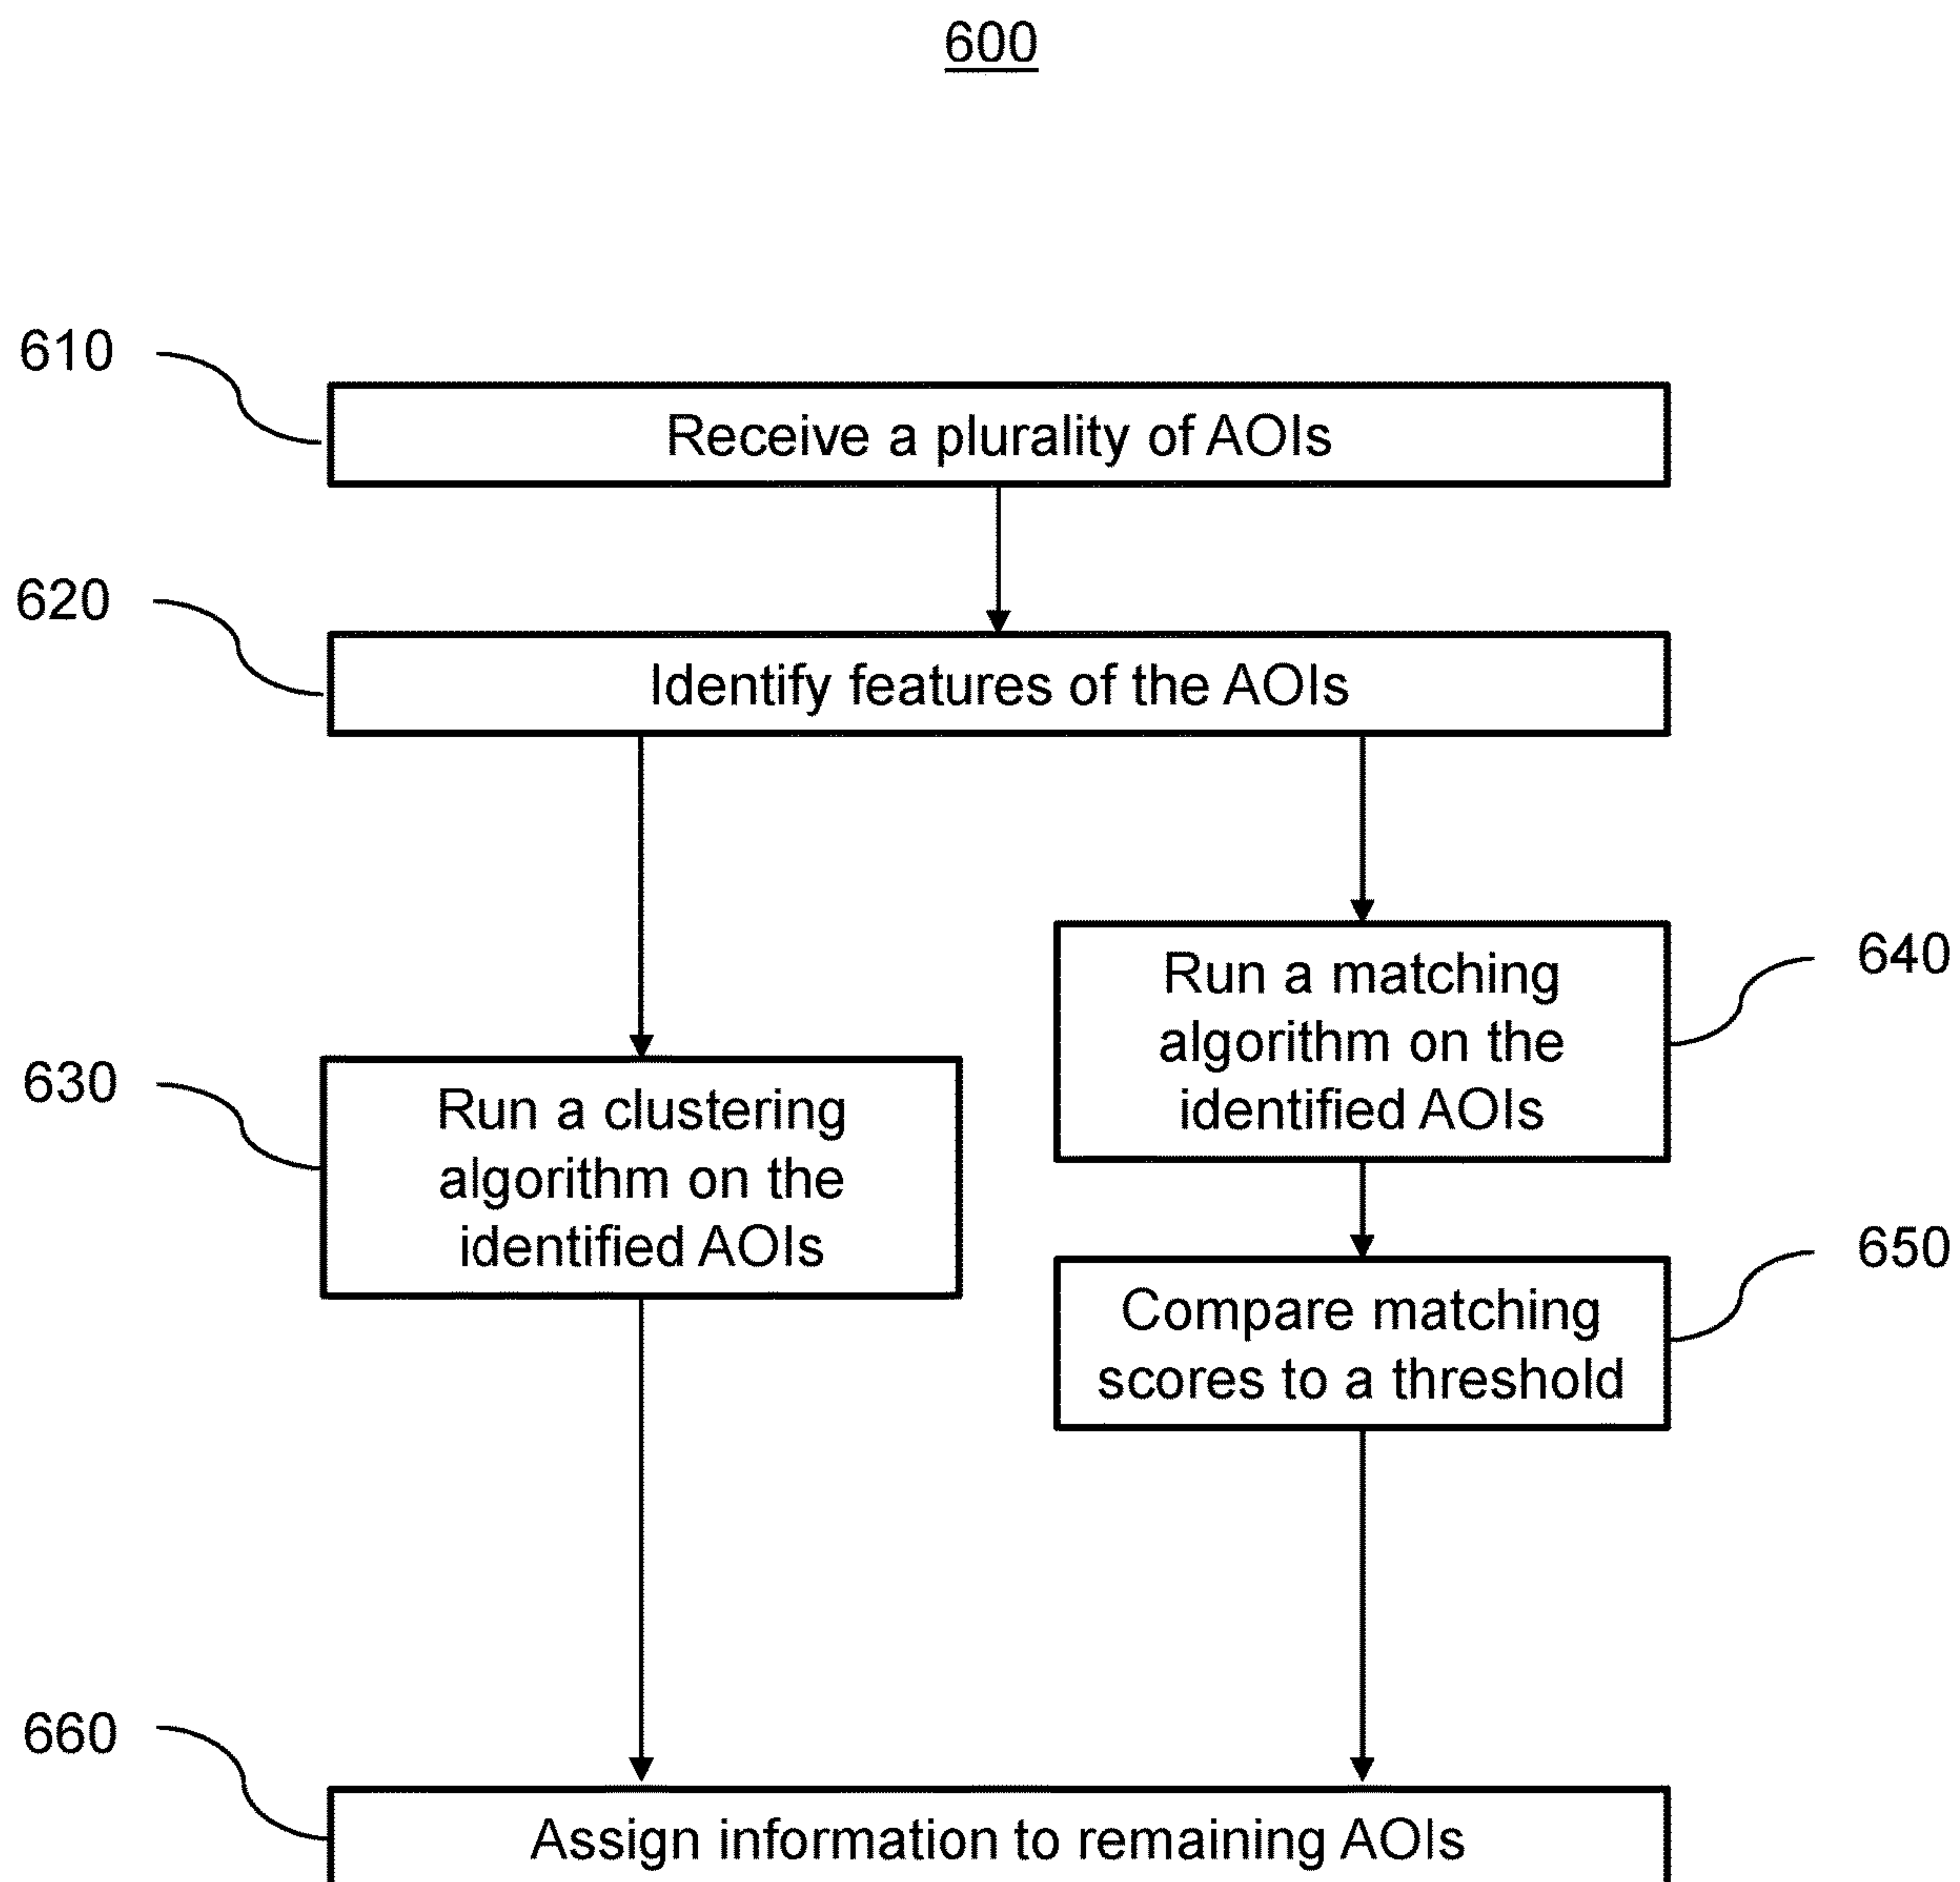 600
610
Receive a plurality of AOIs
620
Identify features of the AOIs
640
Run a matching
algorithm on the
identified AOIs
630
Run a clustering
algorithm on the
identified AOIs
650
Compare matching
scores to a threshold
660
Assign information to remaining AOIs